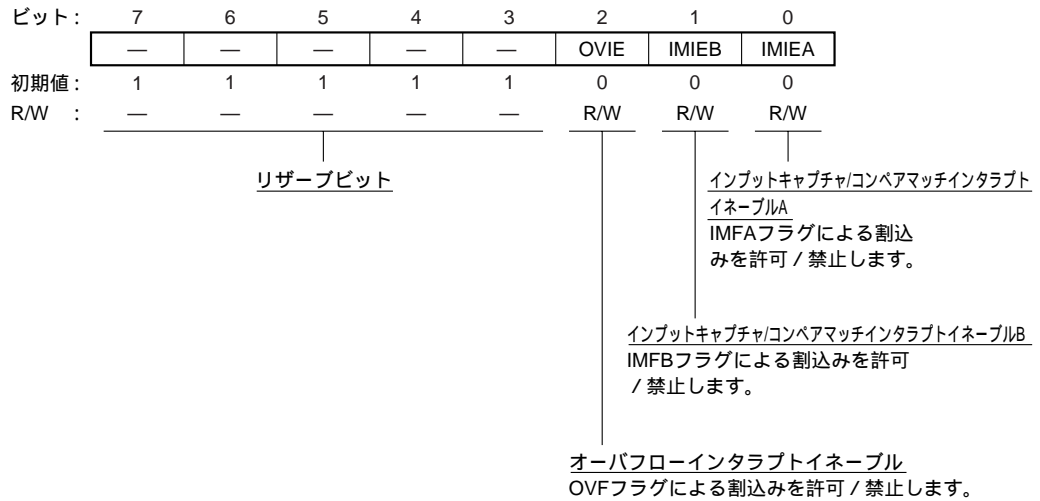 ビット : 7 6 5 4 3 2 1 0
— — — — — OVIE IMIEB IMIEA
初期値 : 1 1 1 1 1 0 0 0
R/W : — — — — — R/W R/W R/W
リザーブビット
インプットキャプチャ/コンペアマッチインタラプト
イネーブルA
IMFAフラグによる割込
みを許可 / 禁止します。
インプットキャプチャ/コンペアマッチインタラプトイネーブルB
IMFBフラグによる割込みを許可
/ 禁止します。
オーバフローインタラプトイネーブル
OVFフラグによる割込みを許可 / 禁止します。